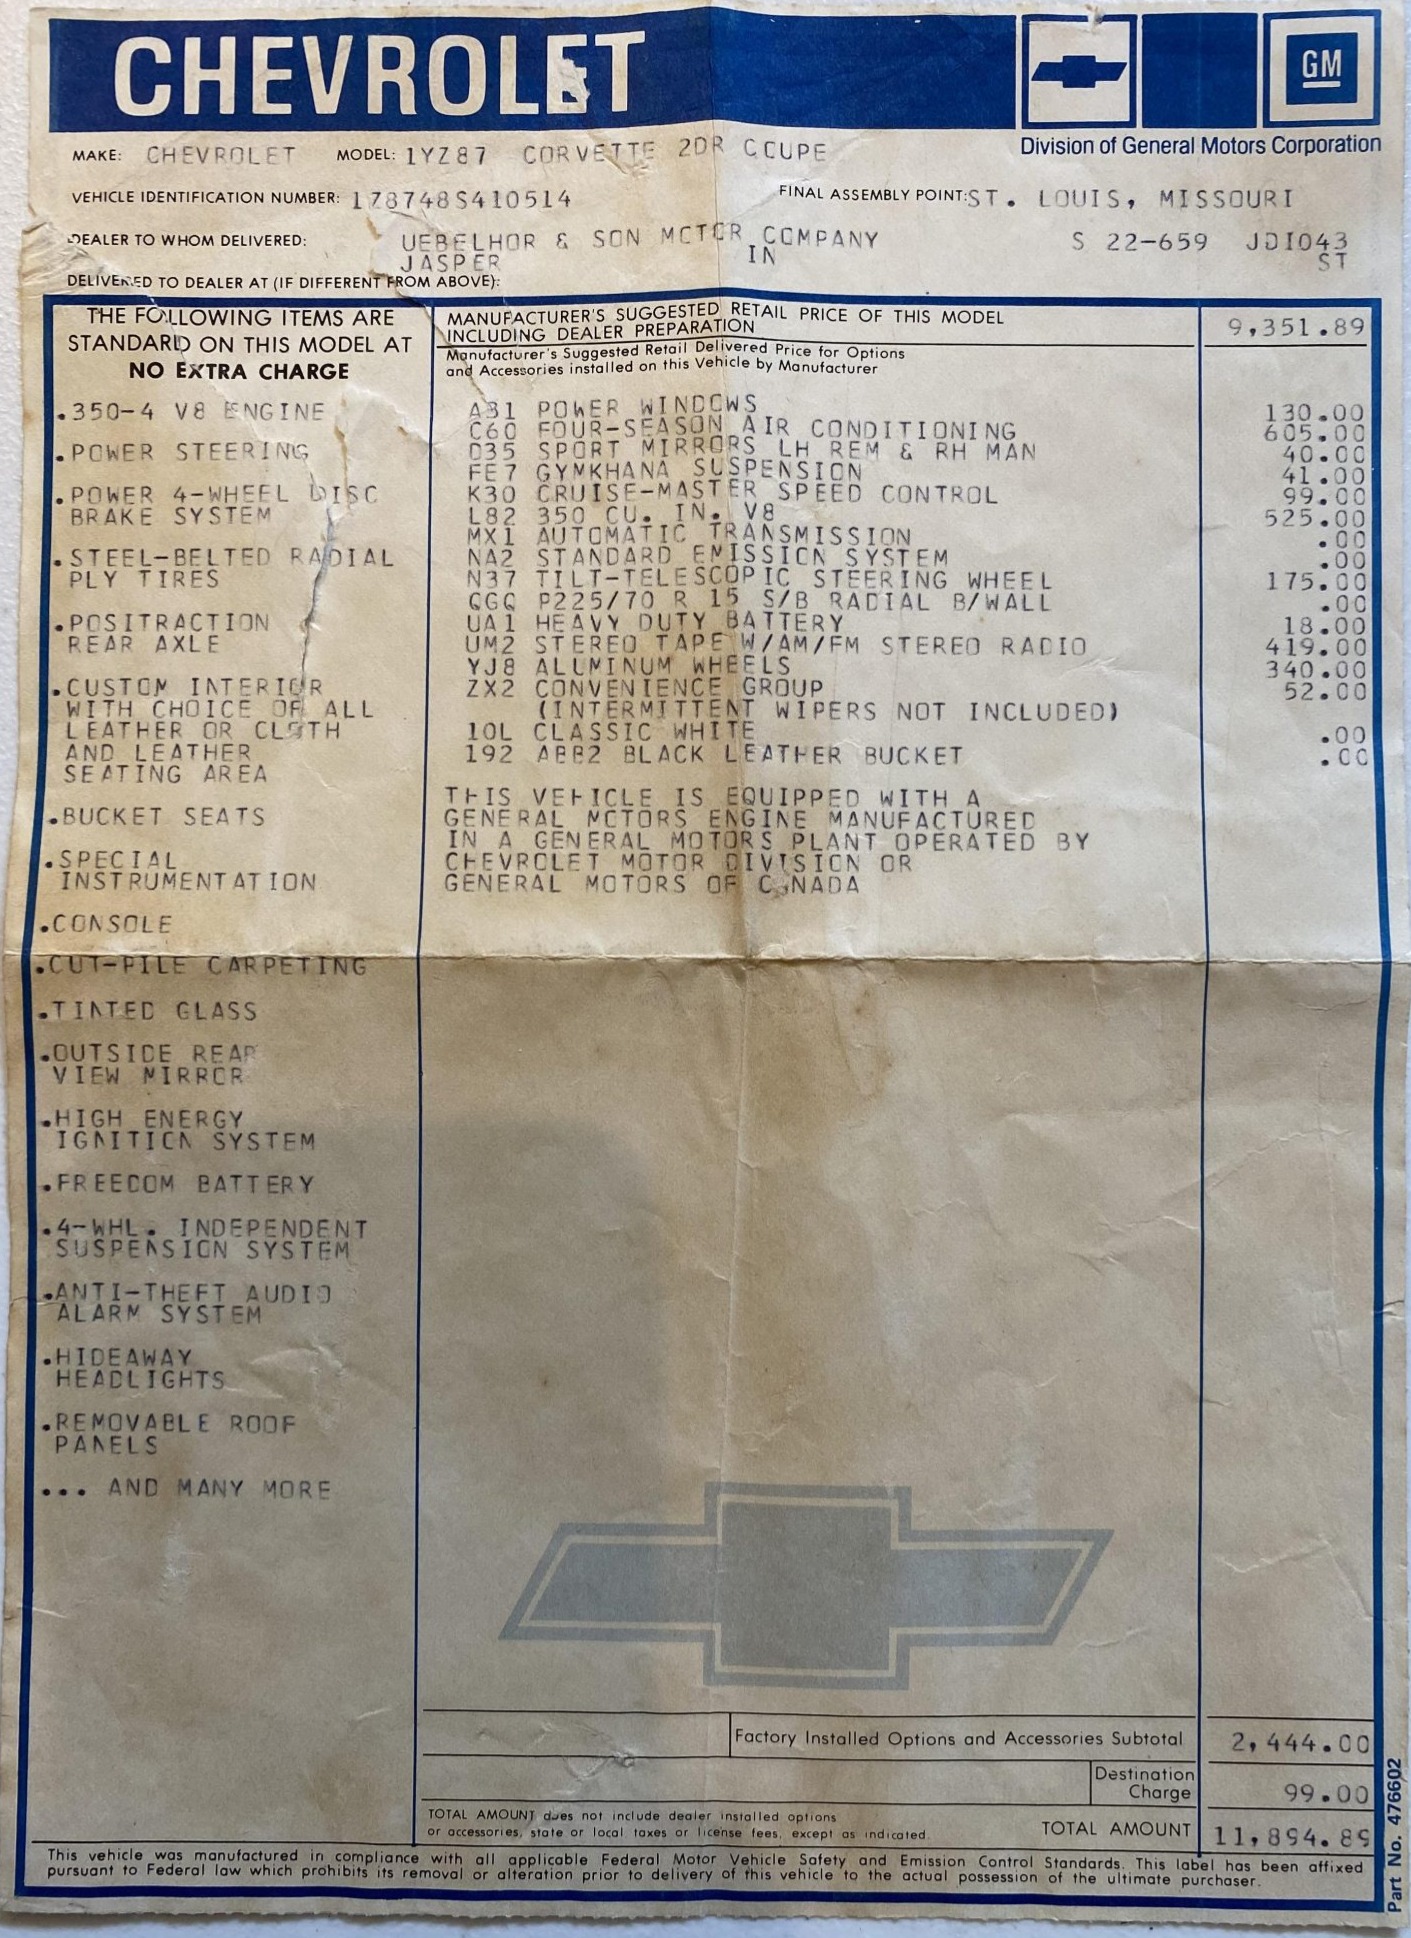 CHEVROLET
GM
Division of General Motors Corporation
MAKE: CHEVROLET MODEL: 1YZ87 CORVETTE 2DR COUPE
VEHICLE IDENTIFICATION NUMBER: 1Z8748S410514 FINAL ASSEMBLY POINT: ST. LOUIS, MISSOURI
DEALER TO WHOM DELIVERED: UEBELHOR & SON MOTOR COMPANY S 22-659 JDI043
JASPER IN ST
DELIVERED TO DEALER AT (IF DIFFERENT FROM ABOVE):
THE FOLLOWING ITEMS ARE
STANDARD ON THIS MODEL AT
NO EXTRA CHARGE
.350-4 V8 ENGINE
.POWER STEERING
.POWER 4-WHEEL DISC
BRAKE SYSTEM
.STEEL-BELTED RADIAL
PLY TIRES
.POSITRACTION
REAR AXLE
.CUSTOM INTERIOR
WITH CHOICE OF ALL
LEATHER OR CLOTH
AND LEATHER
SEATING AREA
.BUCKET SEATS
.SPECIAL
INSTRUMENTATION
.CONSOLE
.CUT-PILE CARPETING
.TINTED GLASS
.OUTSIDE REAR
VIEW MIRROR
.HIGH ENERGY
IGNITION SYSTEM
.FREEDOM BATTERY
.4-WHL. INDEPENDENT
SUSPENSION SYSTEM
.ANTI-THEFT AUDIO
ALARM SYSTEM
.HIDEAWAY
HEADLIGHTS
.REMOVABLE ROOF
PANELS
... AND MANY MORE
MANUFACTURER'S SUGGESTED RETAIL PRICE OF THIS MODEL
INCLUDING DEALER PREPARATION 9,351.89
Manufacturer's Suggested Retail Delivered Price for Options
and Accessories installed on this Vehicle by Manufacturer
A31 POWER WINDOWS 130.00
C60 FOUR-SEASON AIR CONDITIONING 605.00
D35 SPORT MIRRORS LH REM & RH MAN 40.00
FE7 GYMKHANA SUSPENSION 41.00
K30 CRUISE-MASTER SPEED CONTROL 99.00
L82 350 CU. IN. V8 525.00
MX1 AUTOMATIC TRANSMISSION .00
NA2 STANDARD EMISSION SYSTEM .00
N37 TILT-TELESCOPIC STEERING WHEEL 175.00
QGQ P225/70 R 15 S/B RADIAL B/WALL .00
UA1 HEAVY DUTY BATTERY 18.00
UM2 STEREO TAPE W/AM/FM STEREO RADIO 419.00
YJ8 ALUMINUM WHEELS 340.00
ZX2 CONVENIENCE GROUP 52.00
(INTERMITTENT WIPERS NOT INCLUDED)
10L CLASSIC WHITE .00
192 ABB2 BLACK LEATHER BUCKET .00
THIS VEHICLE IS EQUIPPED WITH A
GENERAL MOTORS ENGINE MANUFACTURED
IN A GENERAL MOTORS PLANT OPERATED BY
CHEVROLET MOTOR DIVISION OR
GENERAL MOTORS OF CANADA
Factory Installed Options and Accessories Subtotal 2,444.00
Destination
Charge 99.00
TOTAL AMOUNT does not include dealer installed options
or accessories, state or local taxes or license fees, except as indicated.
TOTAL AMOUNT 11,894.89
This vehicle was manufactured in compliance with all applicable Federal Motor Vehicle Safety and Emission Control Standards. This label has been affixed
pursuant to Federal law which prohibits its removal or alteration prior to delivery of this vehicle to the actual possession of the ultimate purchaser.
Part No. 476602